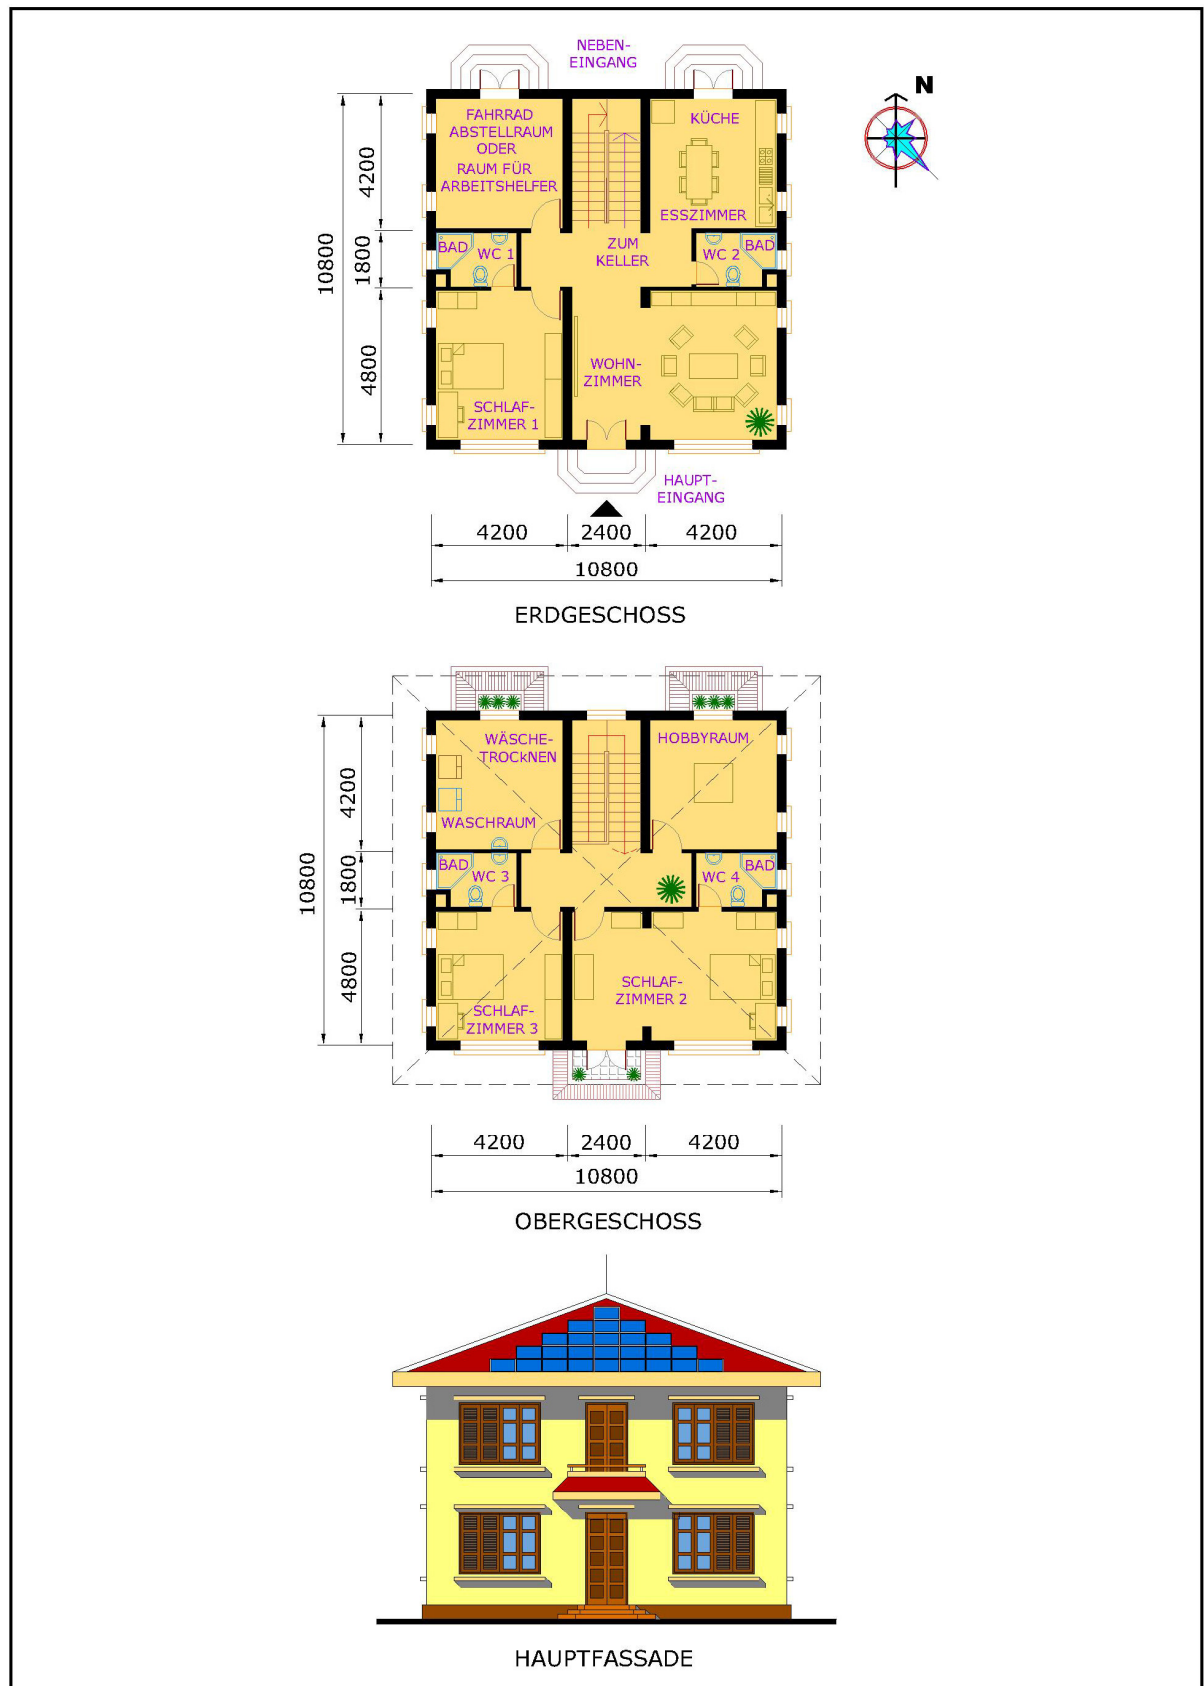 NEBEN-
EINGANG
N
FAHRRAD
ABSTELLRAUM
ODER
RAUM FÜR
ARBEITSHELFER
KÜCHE
ESSZIMMER
4200
1800
4800
10800
BAD
WC 1
ZUM
KELLER
WC 2
BAD
WOHN-
ZIMMER
SCHLAF-
ZIMMER 1
HAUPT-
EINGANG
4200
2400
4200
10800
ERDGESCHOSS
WÄSCHE-
TROCkNEN
WASCHRAUM
HOBBYRAUM
4200
1800
4800
10800
BAD
WC 3
WC 4
BAD
SCHLAF-
ZIMMER 2
SCHLAF-
ZIMMER 3
4200
2400
4200
10800
OBERGESCHOSS
HAUPTFASSADE